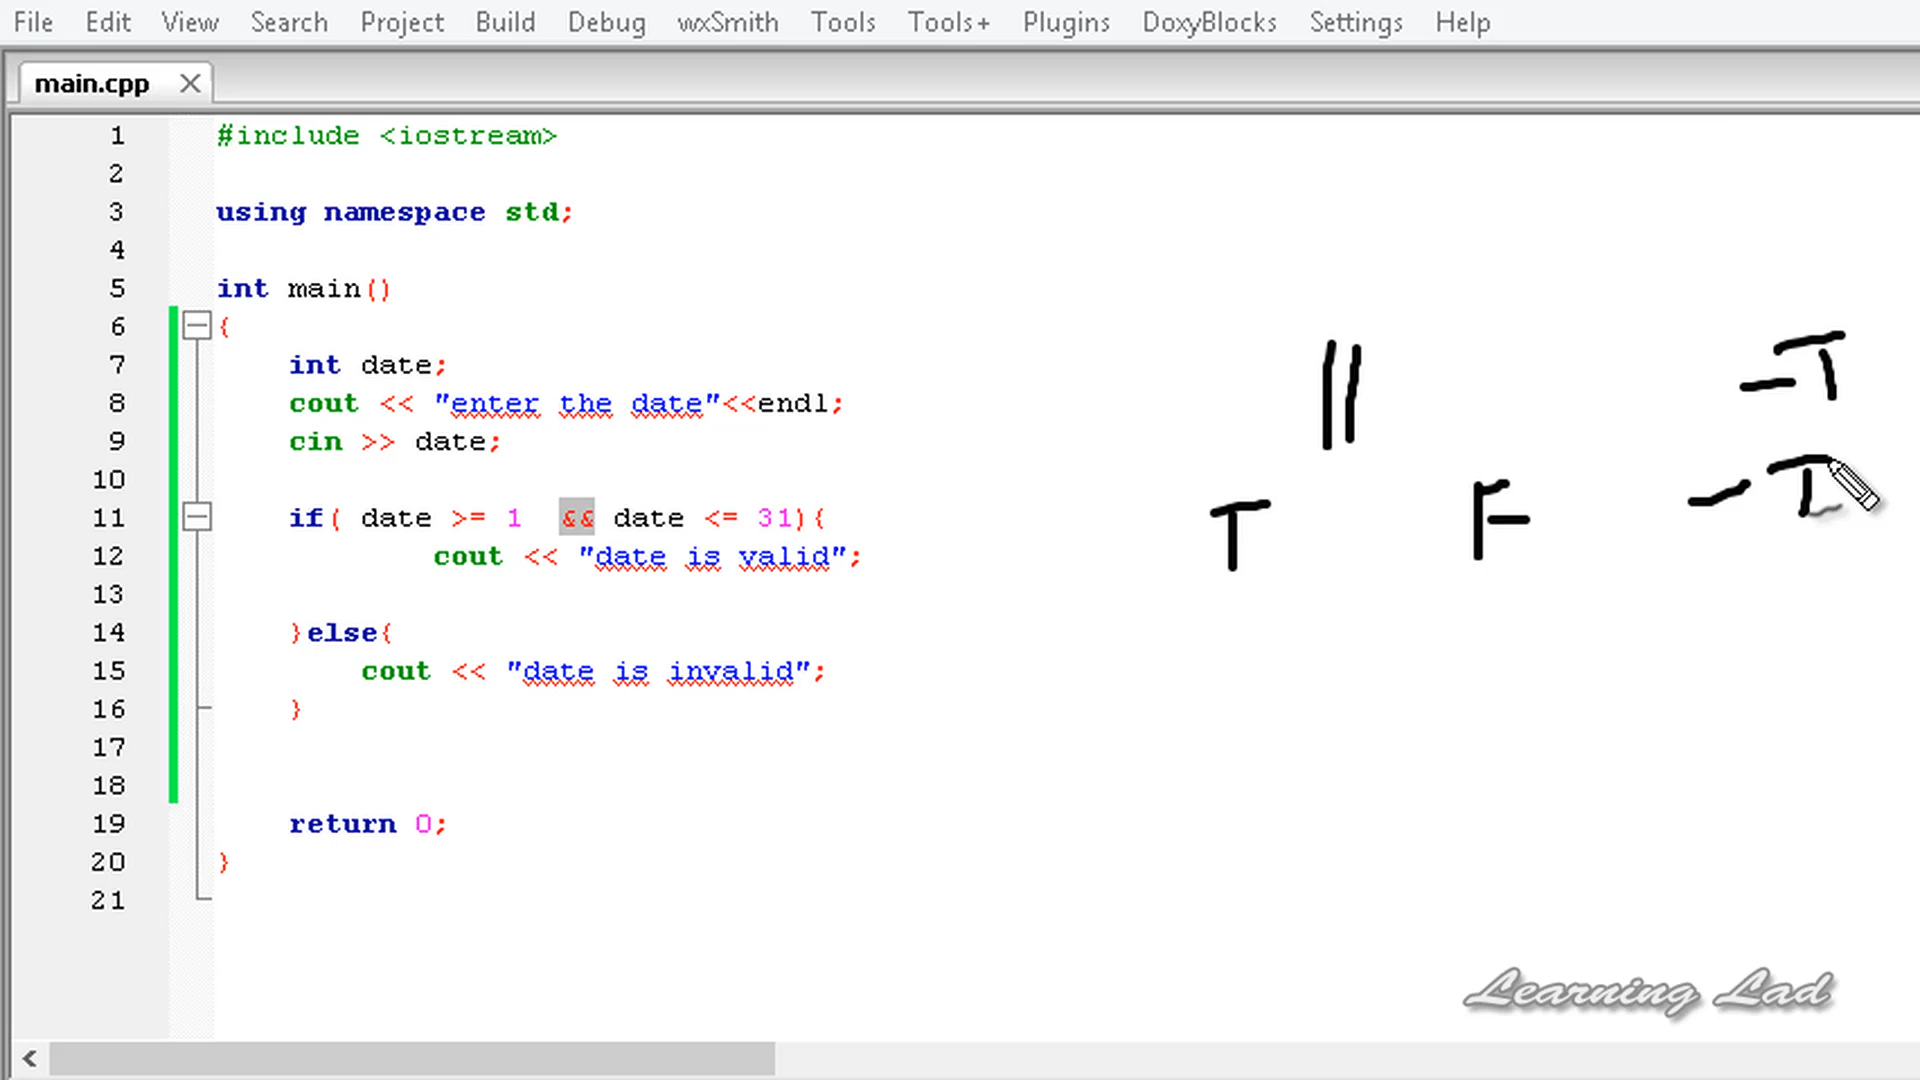 File Edit View Search Project Build Debug wxSmith Tools Tools+ Plugins DoxyBlocks Settings Help
main.cpp
1 #include <iostream>
2
3 using namespace std;
4
5 int main()
6 {
7 int date;
8 cout << "enter the date"<<endl;
9 cin >> date;
10
11 if( date >= 1  && date <= 31){
12 cout << "date is valid";
13
14 }else{
15 cout << "date is invalid";
16 }
17
18
19 return 0;
20 }
21
|| - T
T F - T
Learning Lad